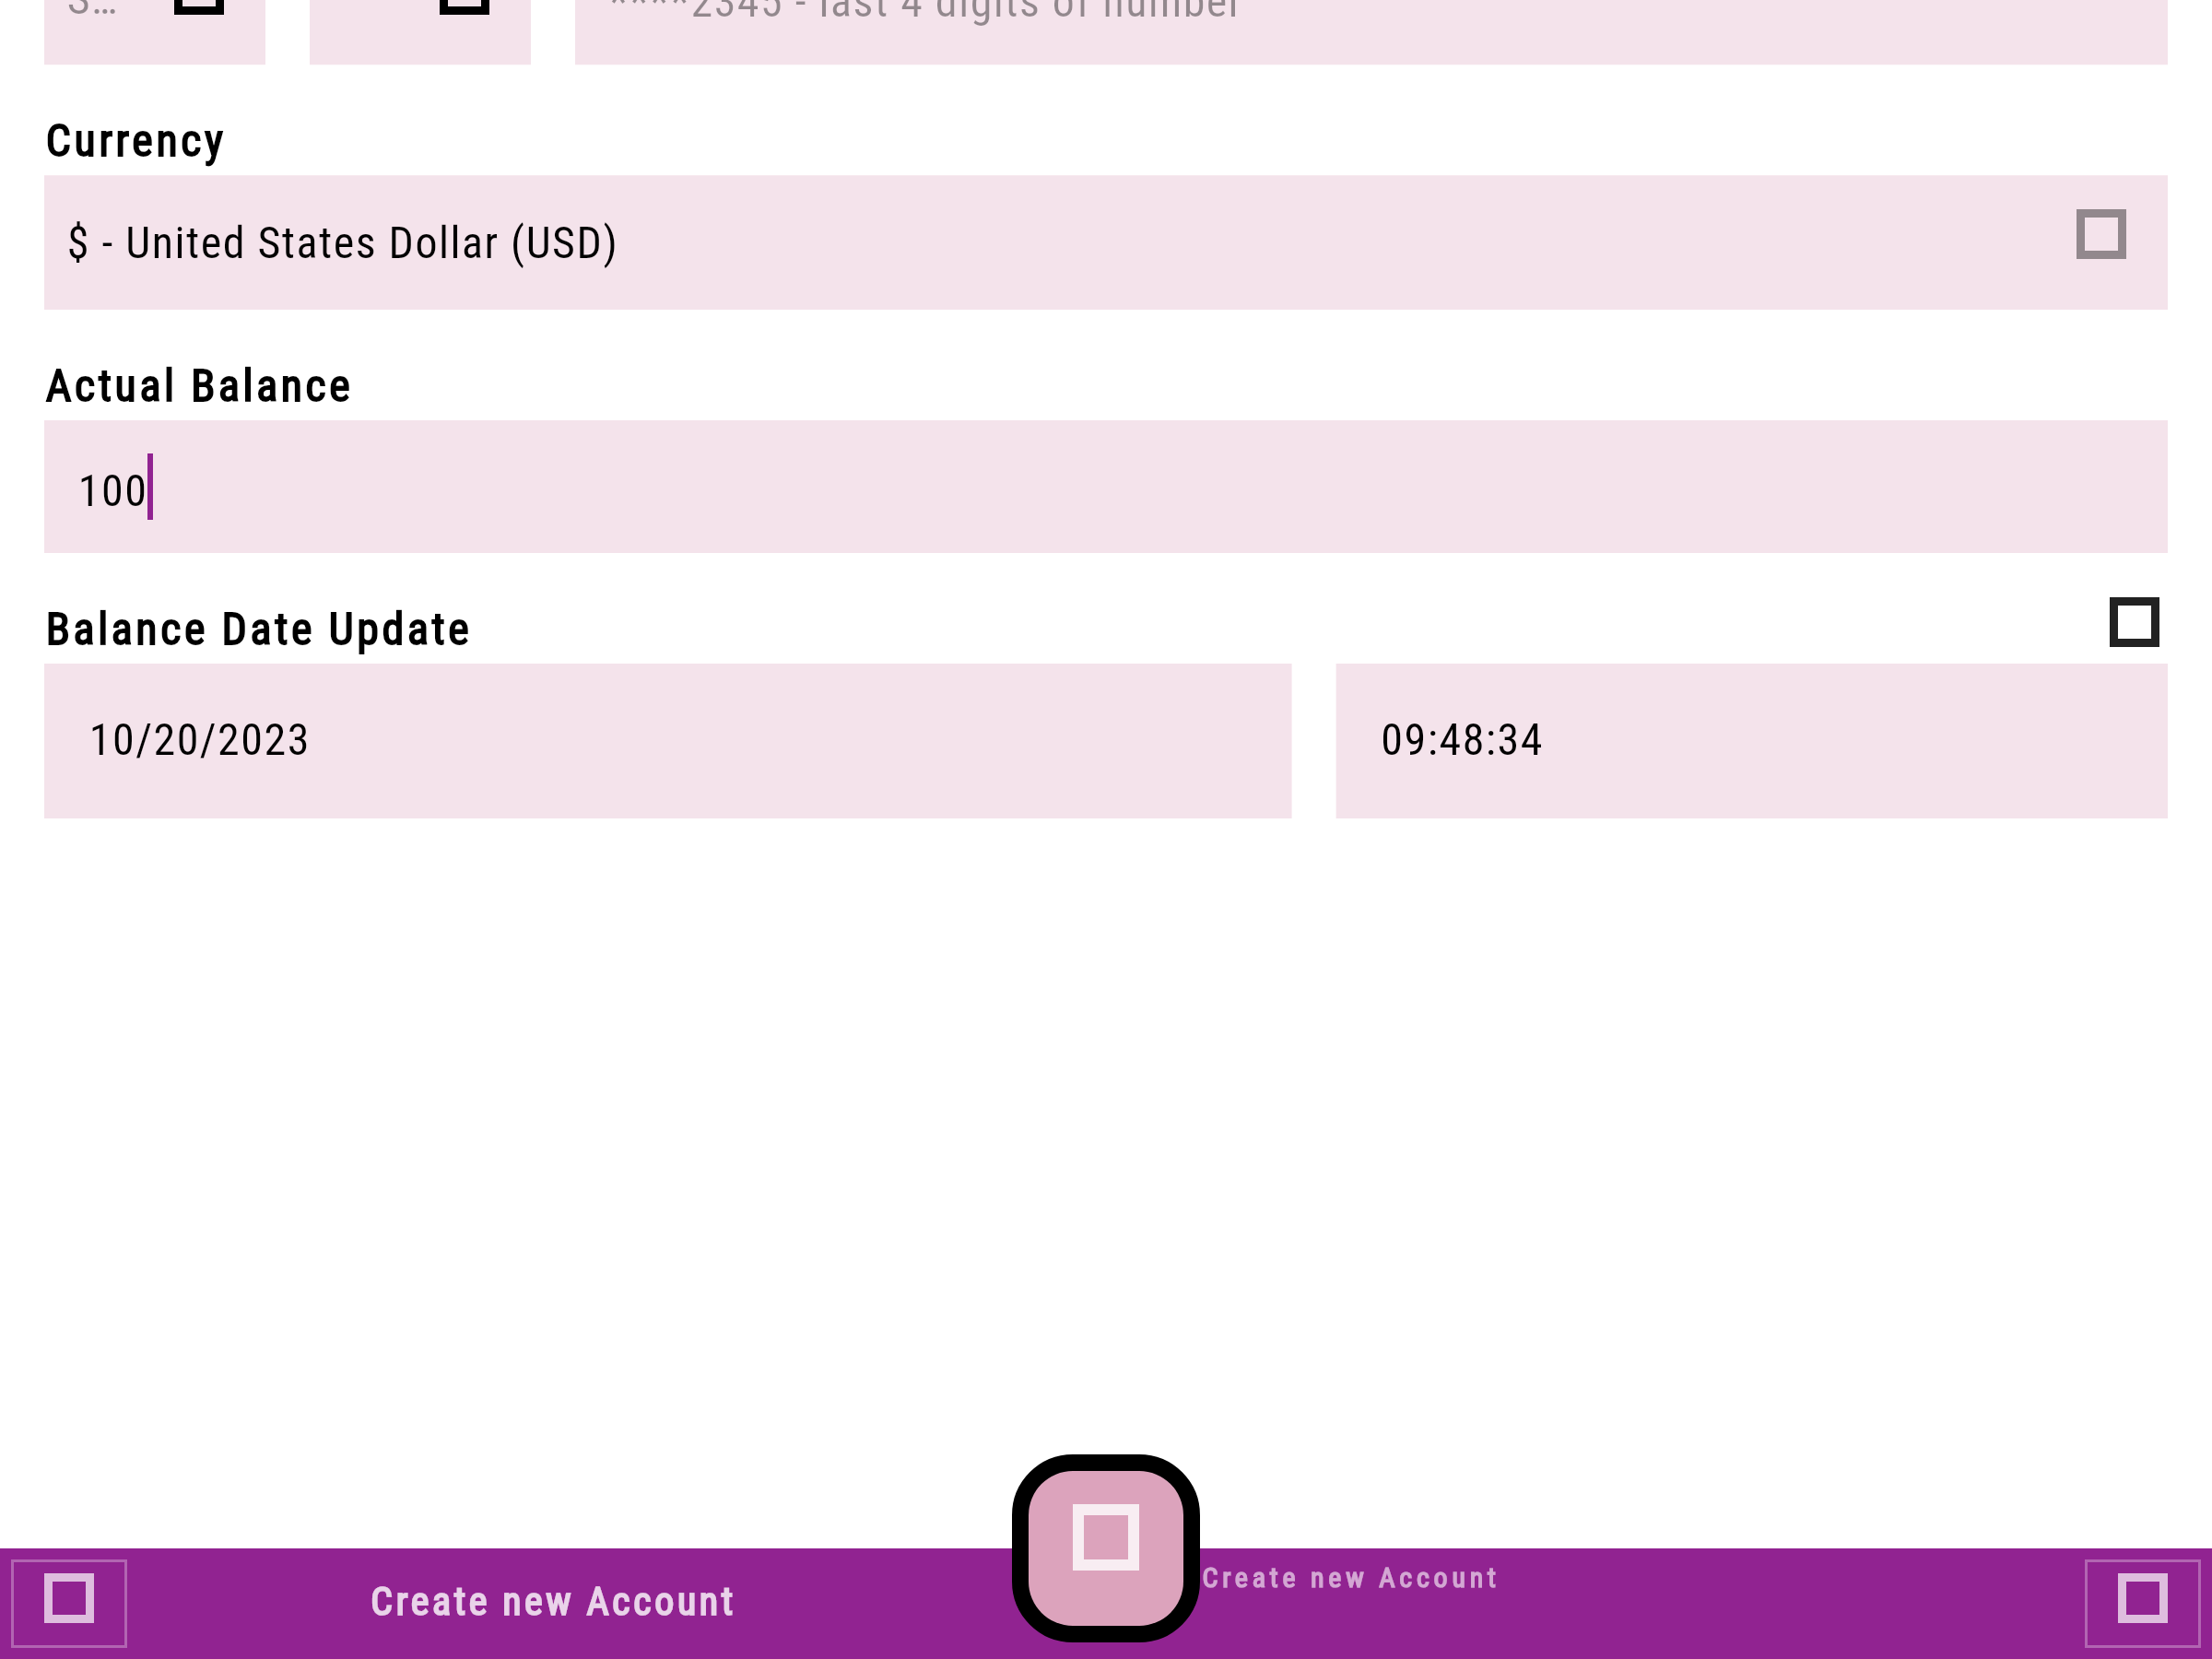 S…
****2345 - last 4 digits of number
Currency
$ - United States Dollar (USD)
Actual Balance
100
Balance Date Update
10/20/2023
09:48:34
Create new Account
Create new Account